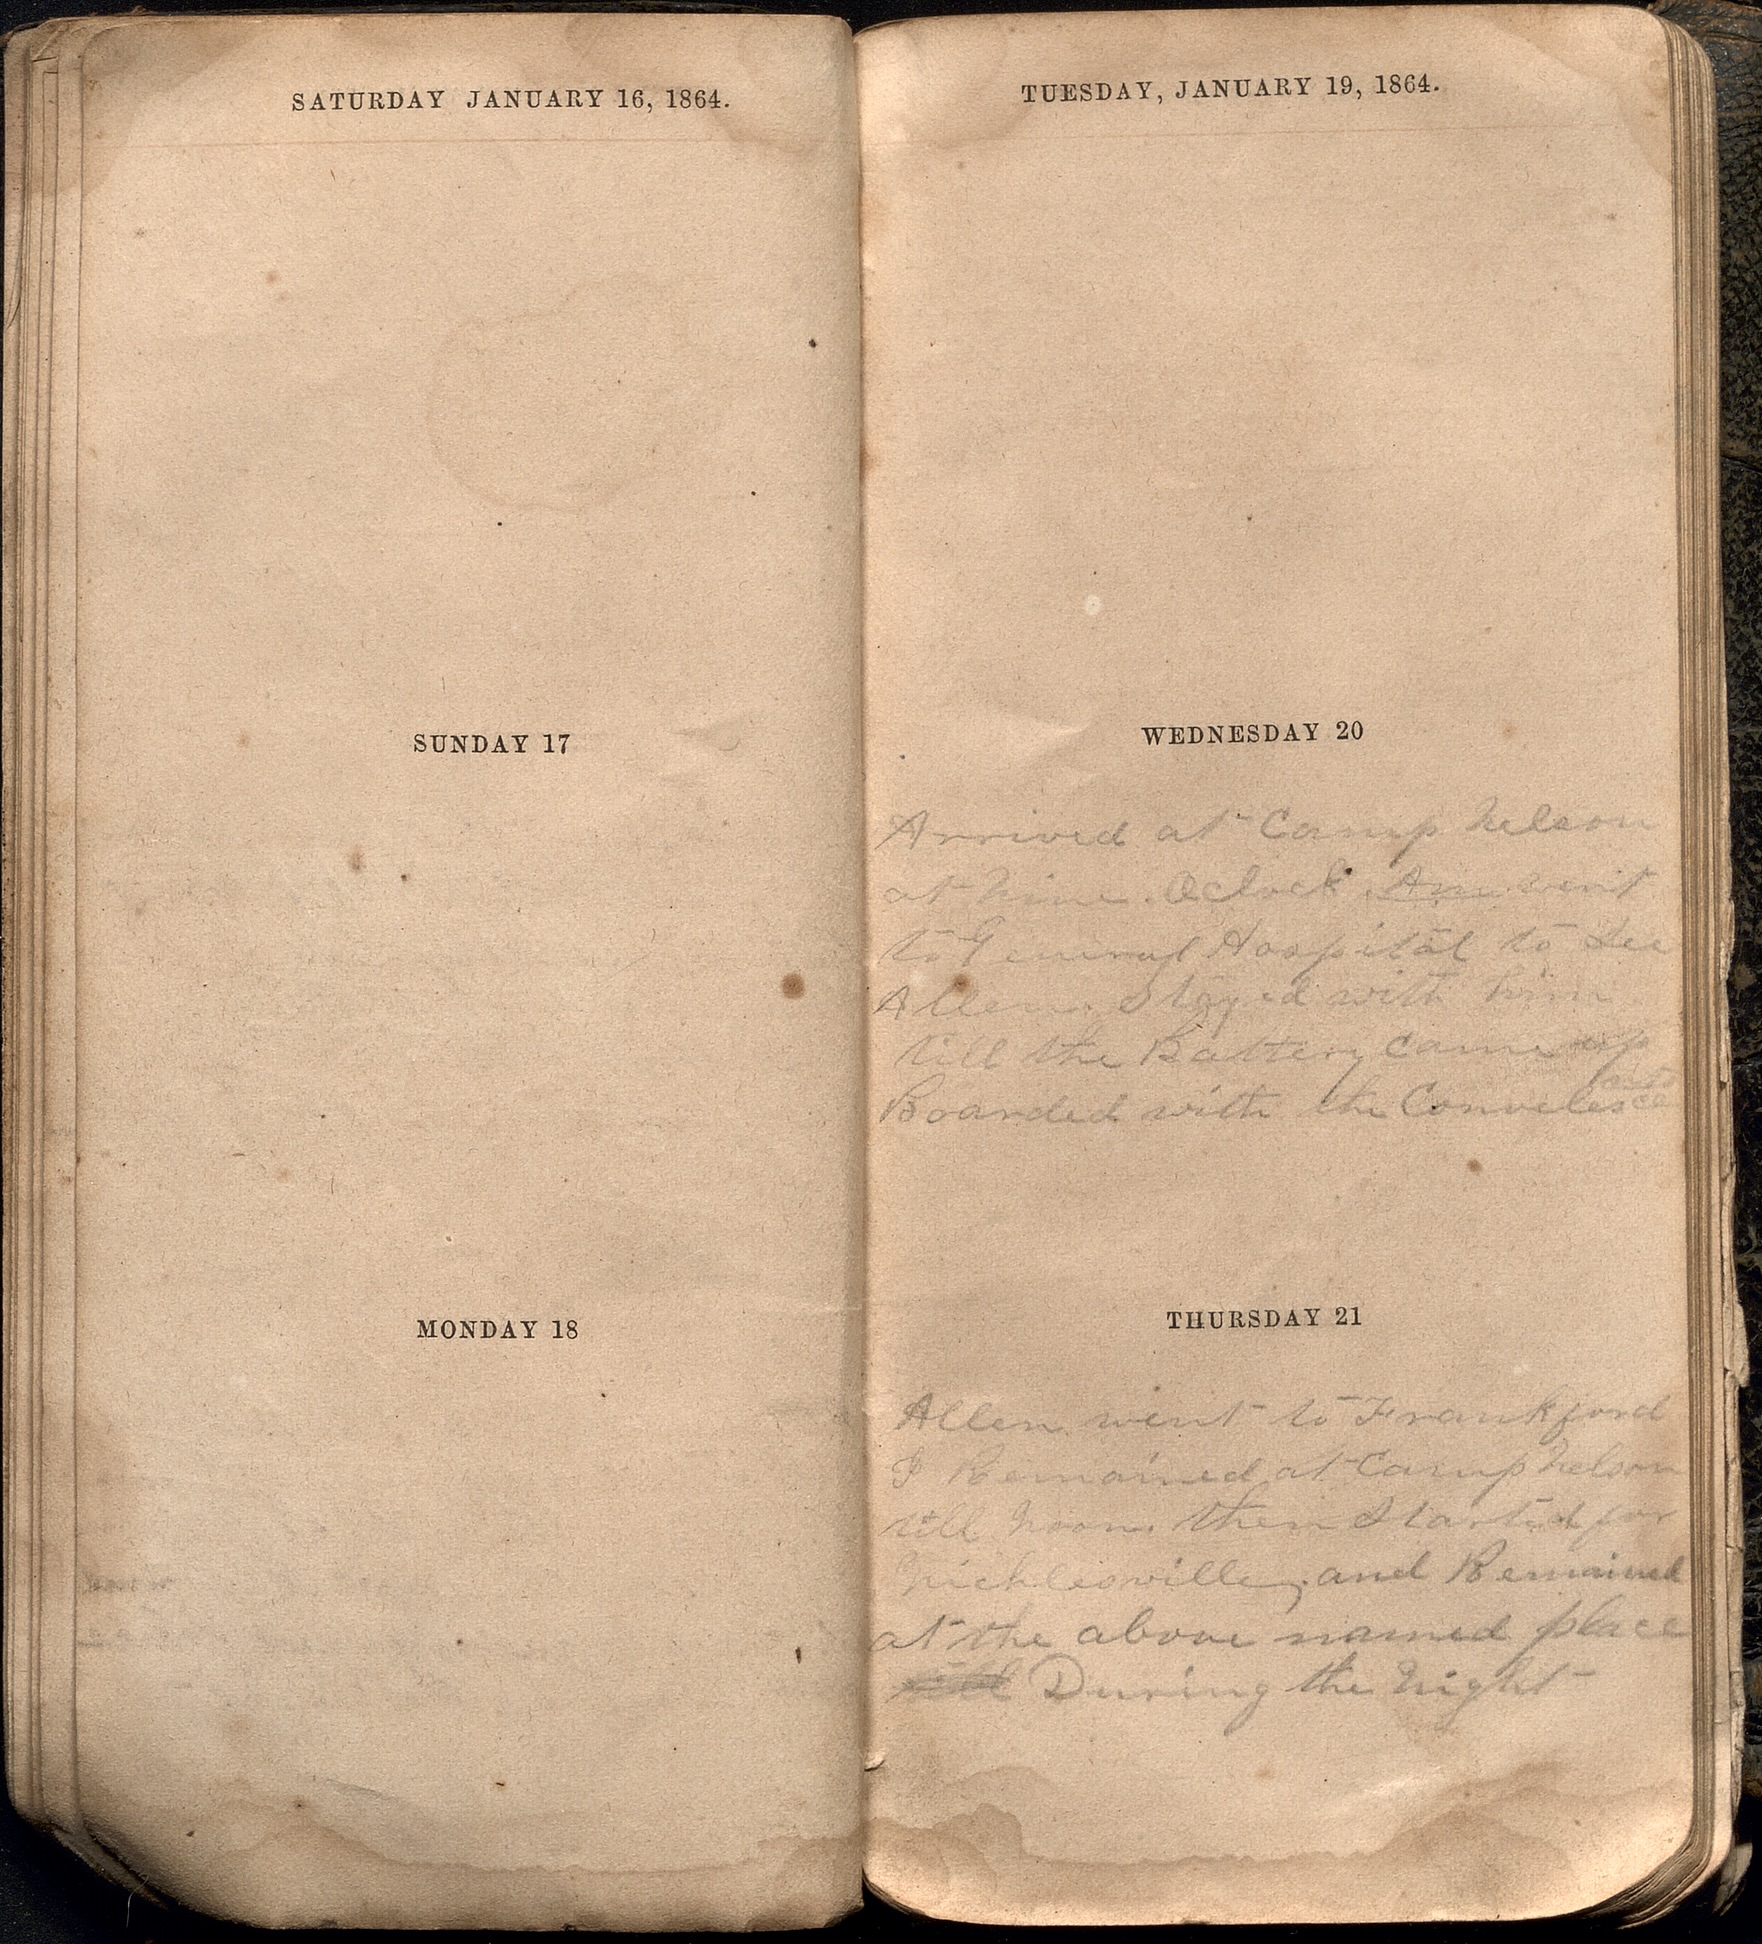 SATURDAY JANUARY 16, 1864.
SUNDAY 17
MONDAY 18
TUESDAY, JANUARY 19, 1864.
WEDNESDAY 20
Arrived at Camp Nelson
at Nine. Oclock Am went
to General Hospital to See
Allen. Stayed with him
till the Battery Came up
Boarded with the
THURSDAY 21
Allen went to Frankford
I Remained at Camp Nelson
till Noon. then Started for
Nichlesville, and Remained
at the above named place
During the Night